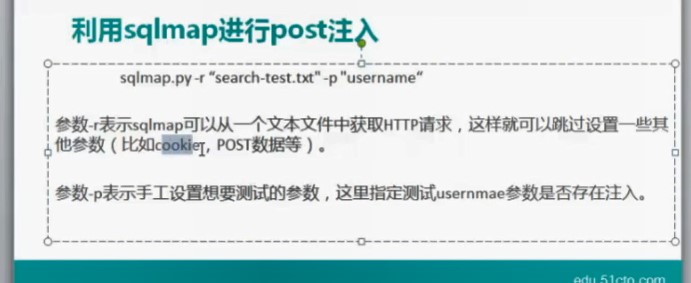 利用sqlmap进行post注入
sqlmap.py -r “search-test.txt" -p "username“
参数-r表示sqlmap可以从一个文本文件中获取HTTP请求，这样就可以跳过设置一些其
他参数（比如cookie，POST数据等）。
参数-p表示手工设置想要测试的参数，这里指定测试usernmae参数是否存在注入。
edu.51cto.com